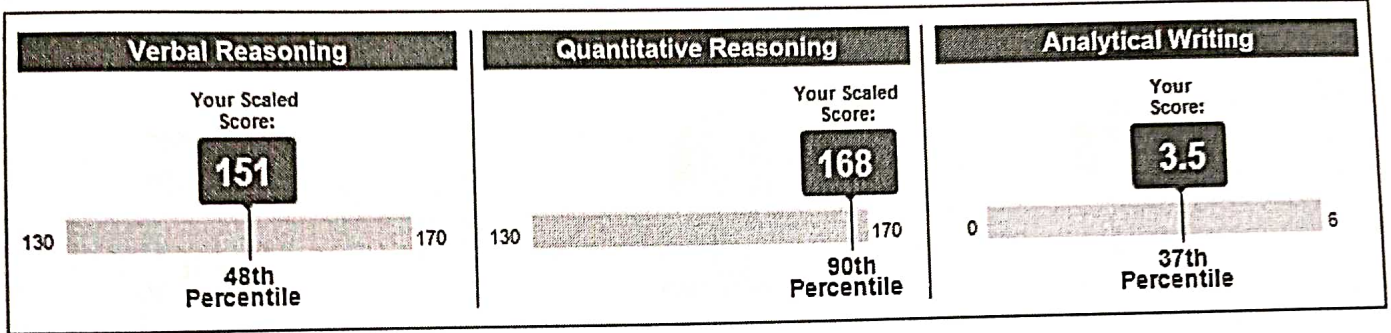 Verbal Reasoning
Your Scaled
Score:
151
130
170
48th
Percentile
Quantitative Reasoning
Your Scaled
Score:
168
130
170
90th
Percentile
Analytical Writing
Your
Score:
3.5
0
6
37th
Percentile